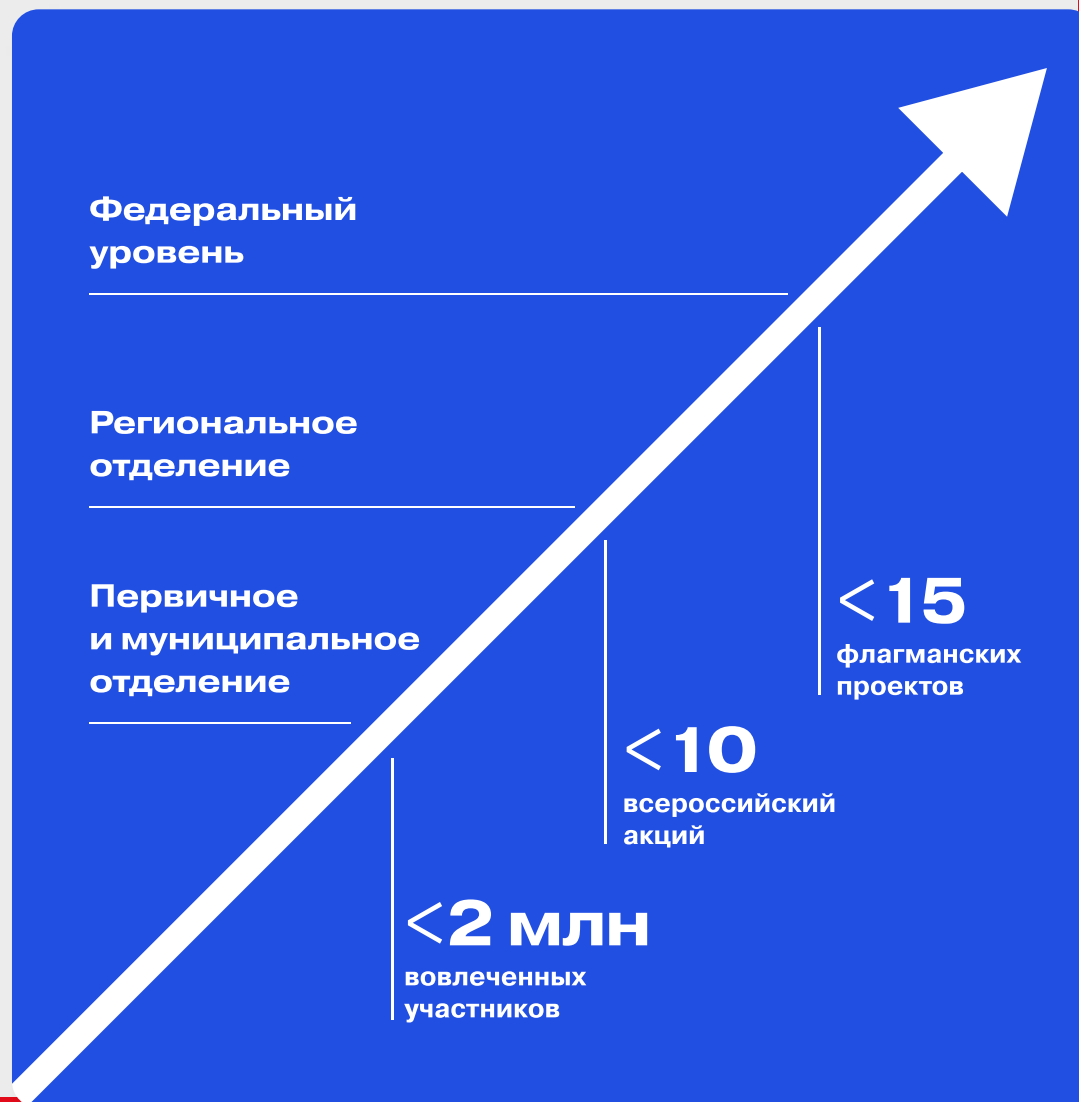 Федеральный
уровень
Региональное
отделение
Первичное
и муниципальное
отделение
<15
флагманских
проектов
<10
всероссийский
акций
<2 млн
вовлеченных
участников